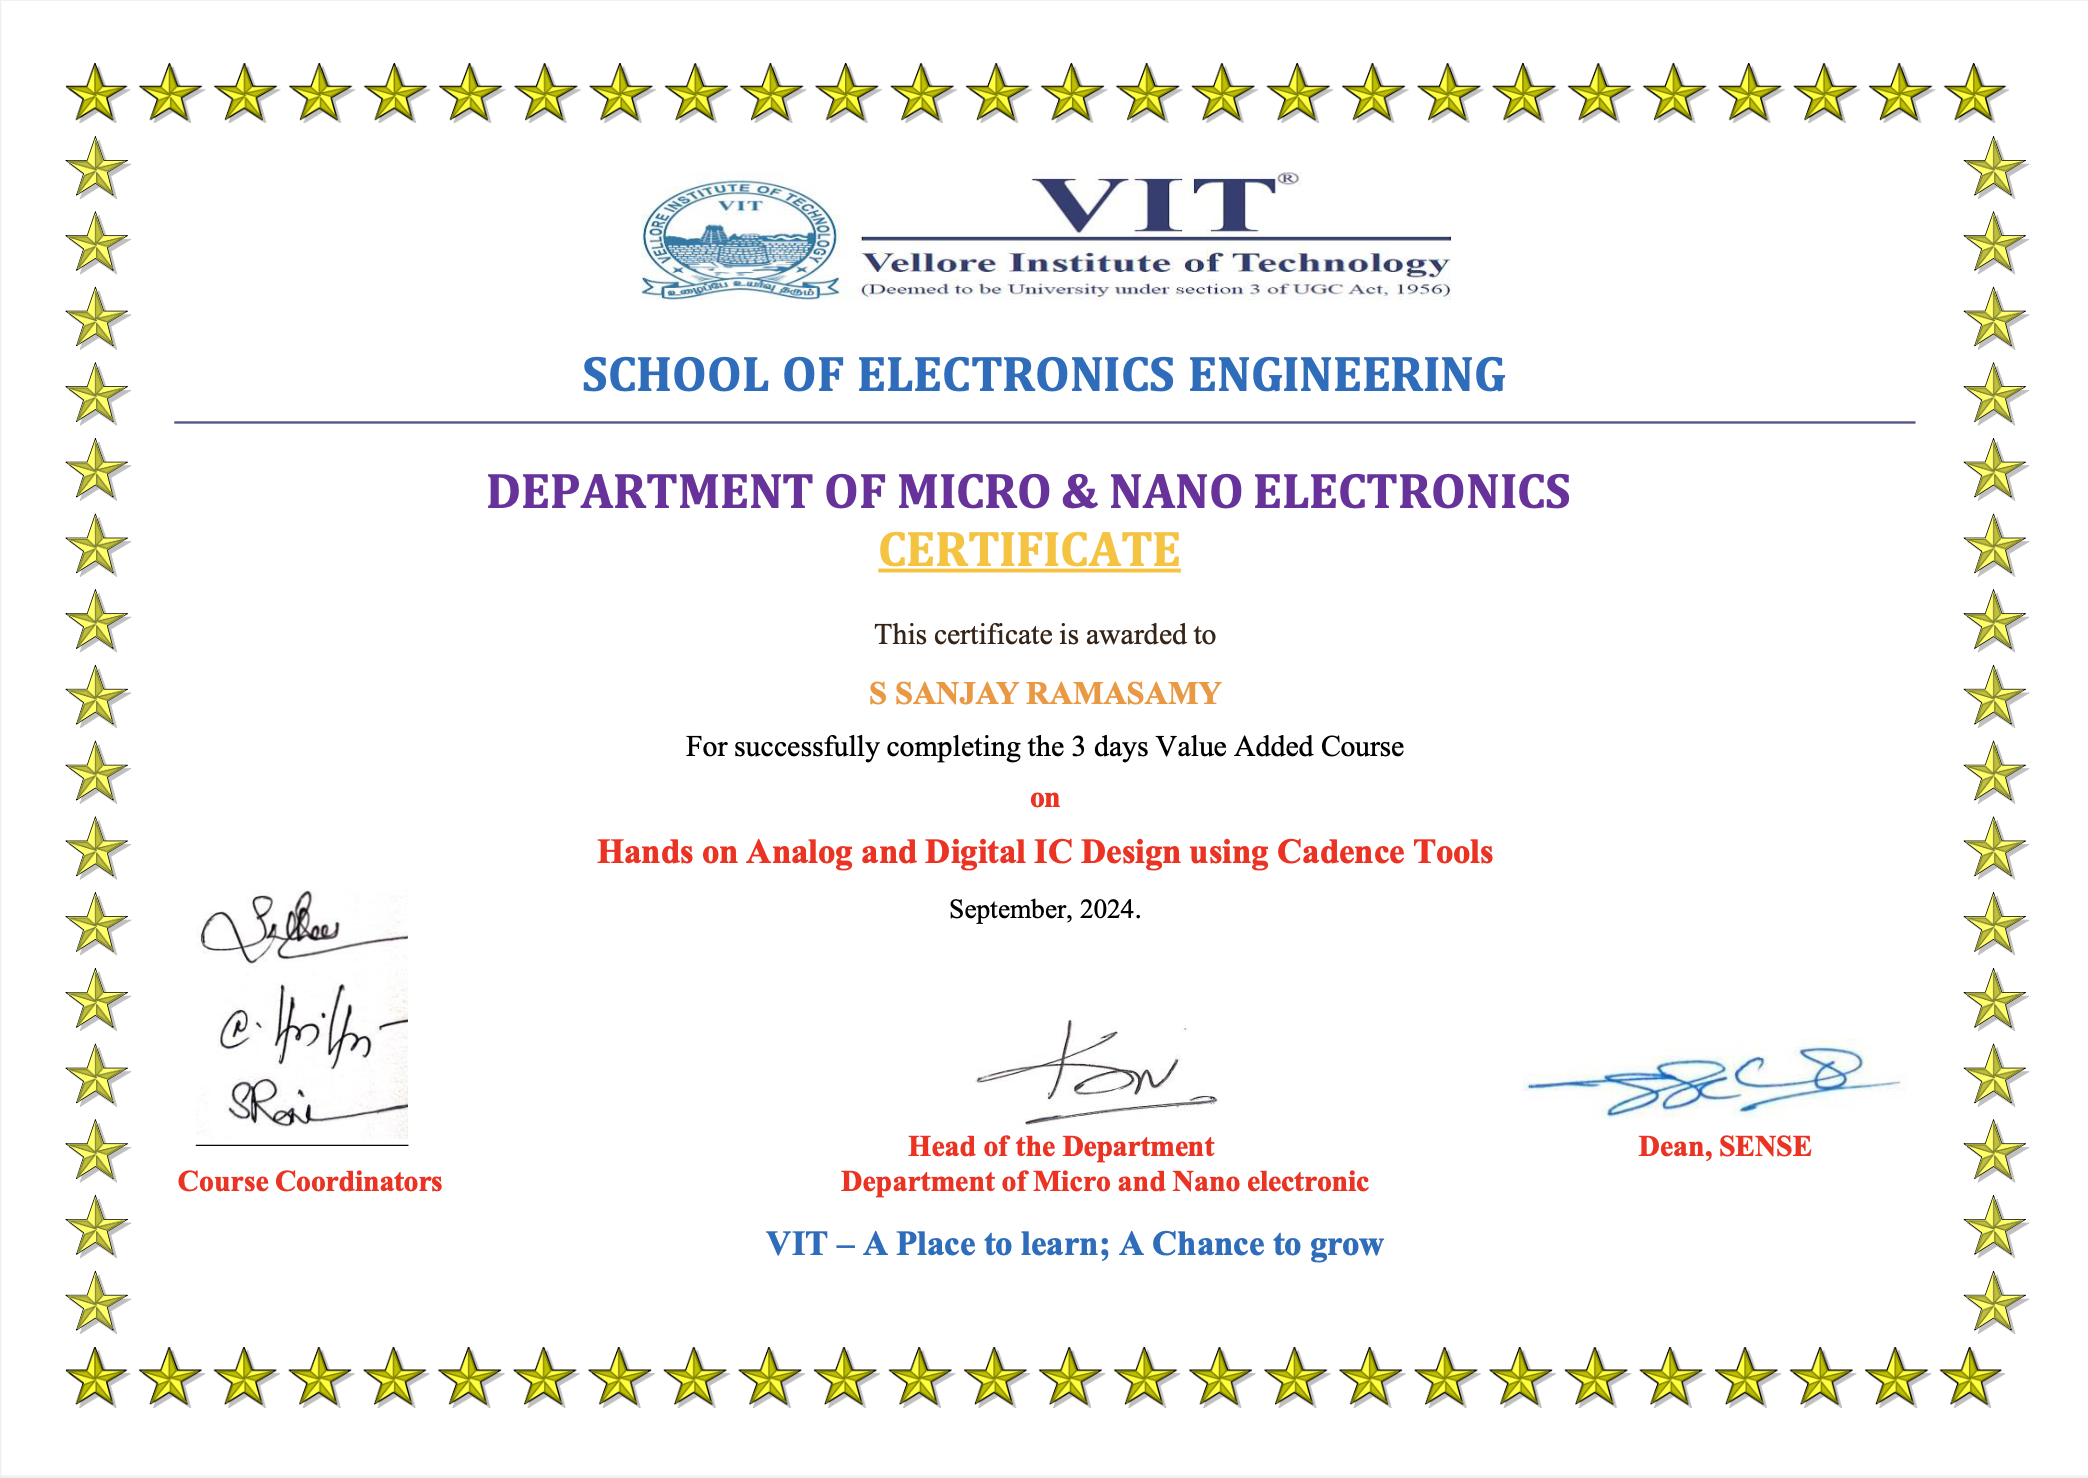 VELLORE INSTITUTE OF TECHNOLOGY
VIT
உழைப்பே உயர்வு தரும்
VIT®
Vellore Institute of Technology
(Deemed to be University under section 3 of UGC Act, 1956)
SCHOOL OF ELECTRONICS ENGINEERING
DEPARTMENT OF MICRO & NANO ELECTRONICS
CERTIFICATE
This certificate is awarded to
S SANJAY RAMASAMY
For successfully completing the 3 days Value Added Course
on
Hands on Analog and Digital IC Design using Cadence Tools
September, 2024.
Head of the Department
Dean, SENSE
Course Coordinators
Department of Micro and Nano electronic
VIT – A Place to learn; A Chance to grow